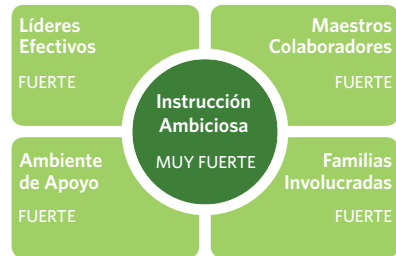 Líderes
Efectivos
FUERTE
Maestros
Colaboradores
FUERTE
Instrucción
Ambiciosa
MUY FUERTE
Ambiente
de Apoyo
FUERTE
Familias
Involucradas
FUERTE